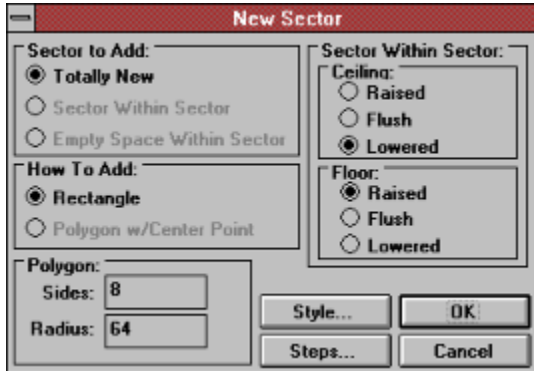 New Sector
Sector to Add:
Totally New
Sector Within Sector
Empty Space Within Sector
How To Add:
Rectangle
Polygon w/Center Point
Polygon:
Sides: 8
Radius: 64
Sector Within Sector:
Ceiling:
Raised
Flush
Lowered
Floor:
Raised
Flush
Lowered
Style... OK
Steps... Cancel